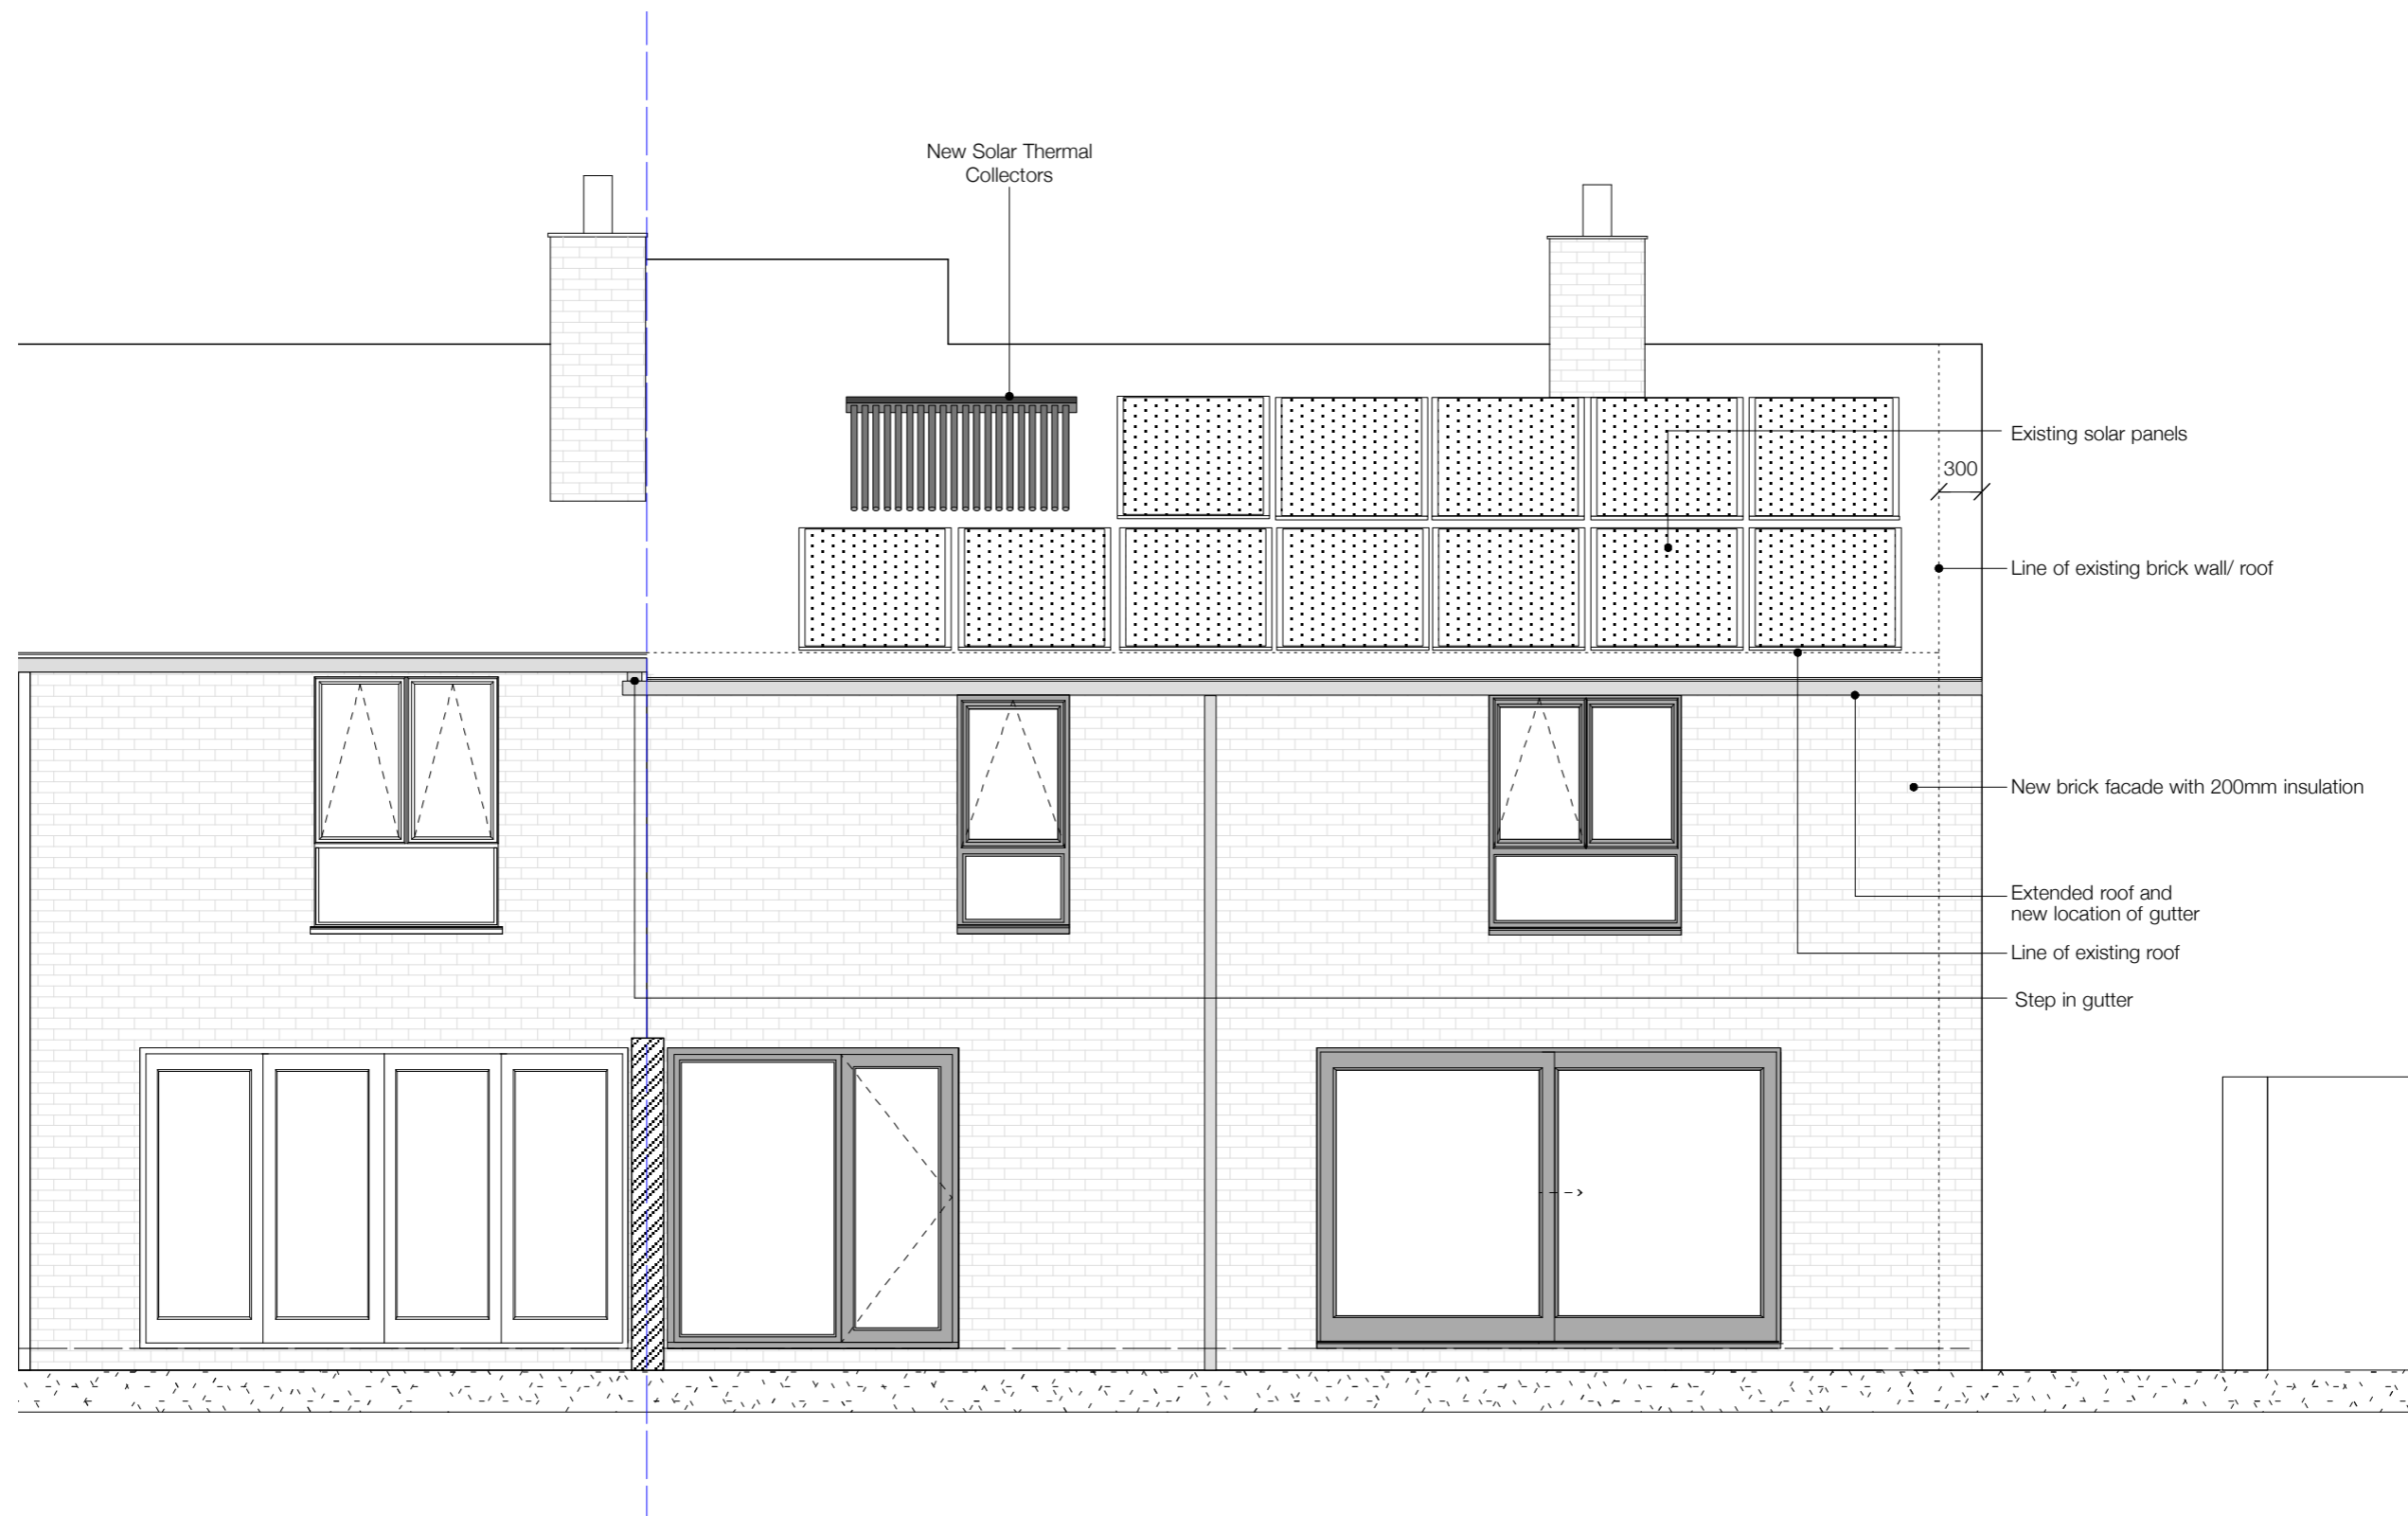 New Solar Thermal
Collectors
Existing solar panels
300
Line of existing brick wall/ roof
New brick facade with 200mm insulation
Extended roof and
new location of gutter
Line of existing roof
Step in gutter